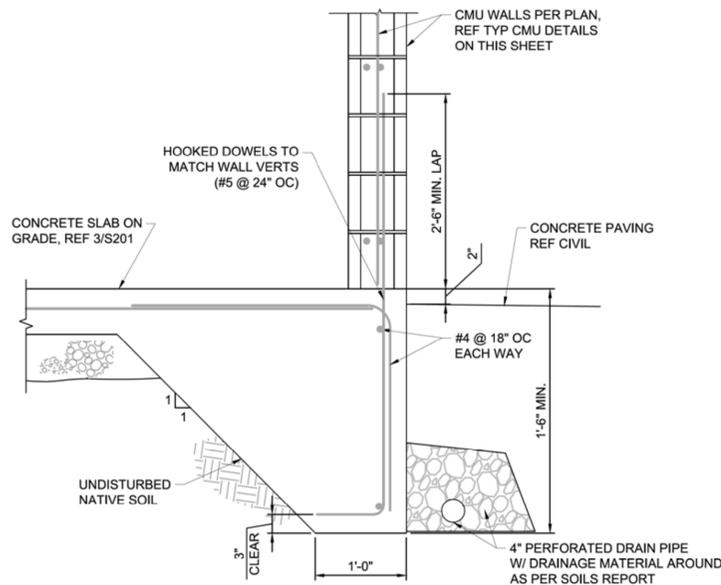 CMU WALLS PER PLAN,
REF TYP CMU DETAILS
ON THIS SHEET
HOOKED DOWELS TO
MATCH WALL VERTS
(#5 @ 24" OC)
2'-6" MIN. LAP
CONCRETE SLAB ON
GRADE, REF 3/S201
CONCRETE PAVING
REF CIVIL
2"
#4 @ 18" OC
EACH WAY
1'-6" MIN.
1
1
UNDISTURBED
NATIVE SOIL
3"
CLEAR
1'-0"
4" PERFORATED DRAIN PIPE
W/ DRAINAGE MATERIAL AROUND
AS PER SOILS REPORT